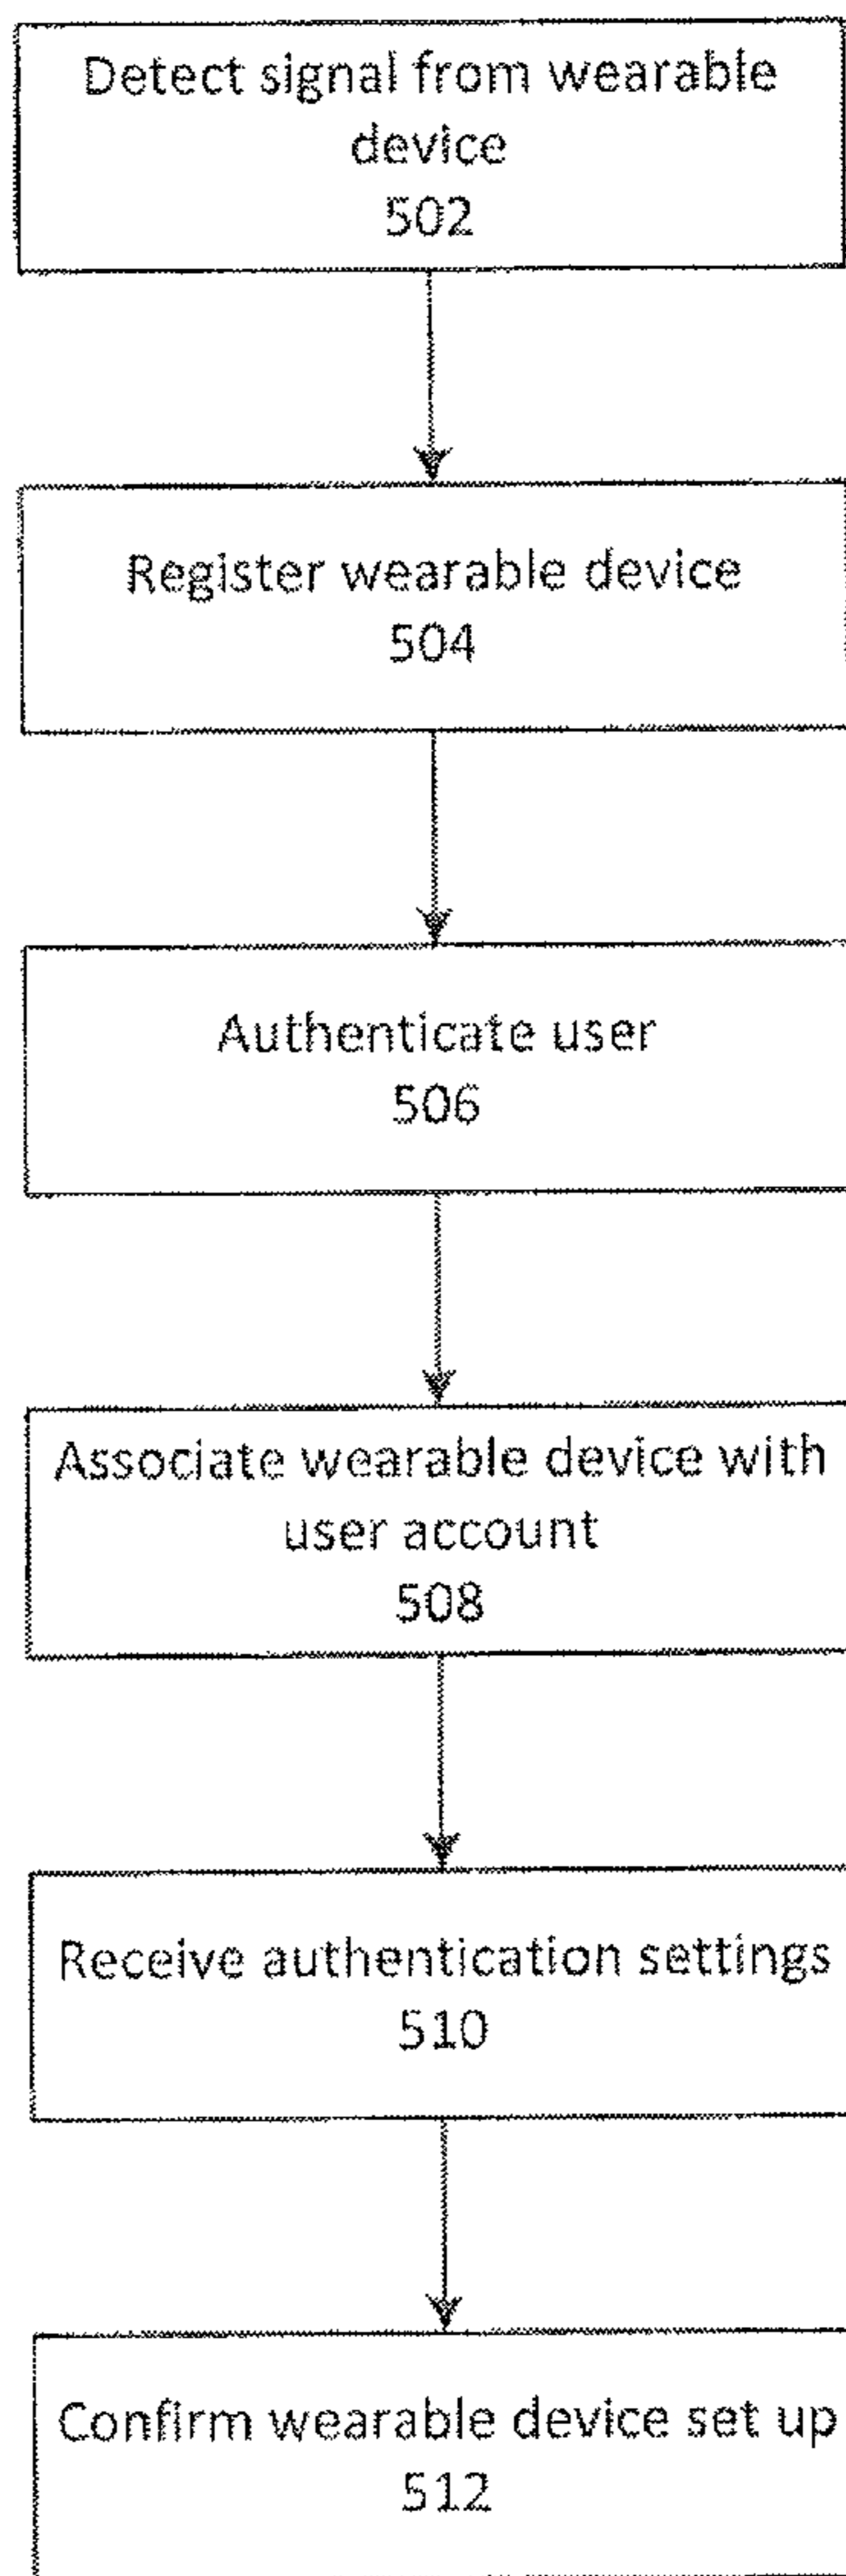 Detect signal from wearable
device
502
Register wearable device
504
Authenticate user
506
Associate wearable device with
user account
508
Receive authentication settings
510
Confirm wearable device set up
512